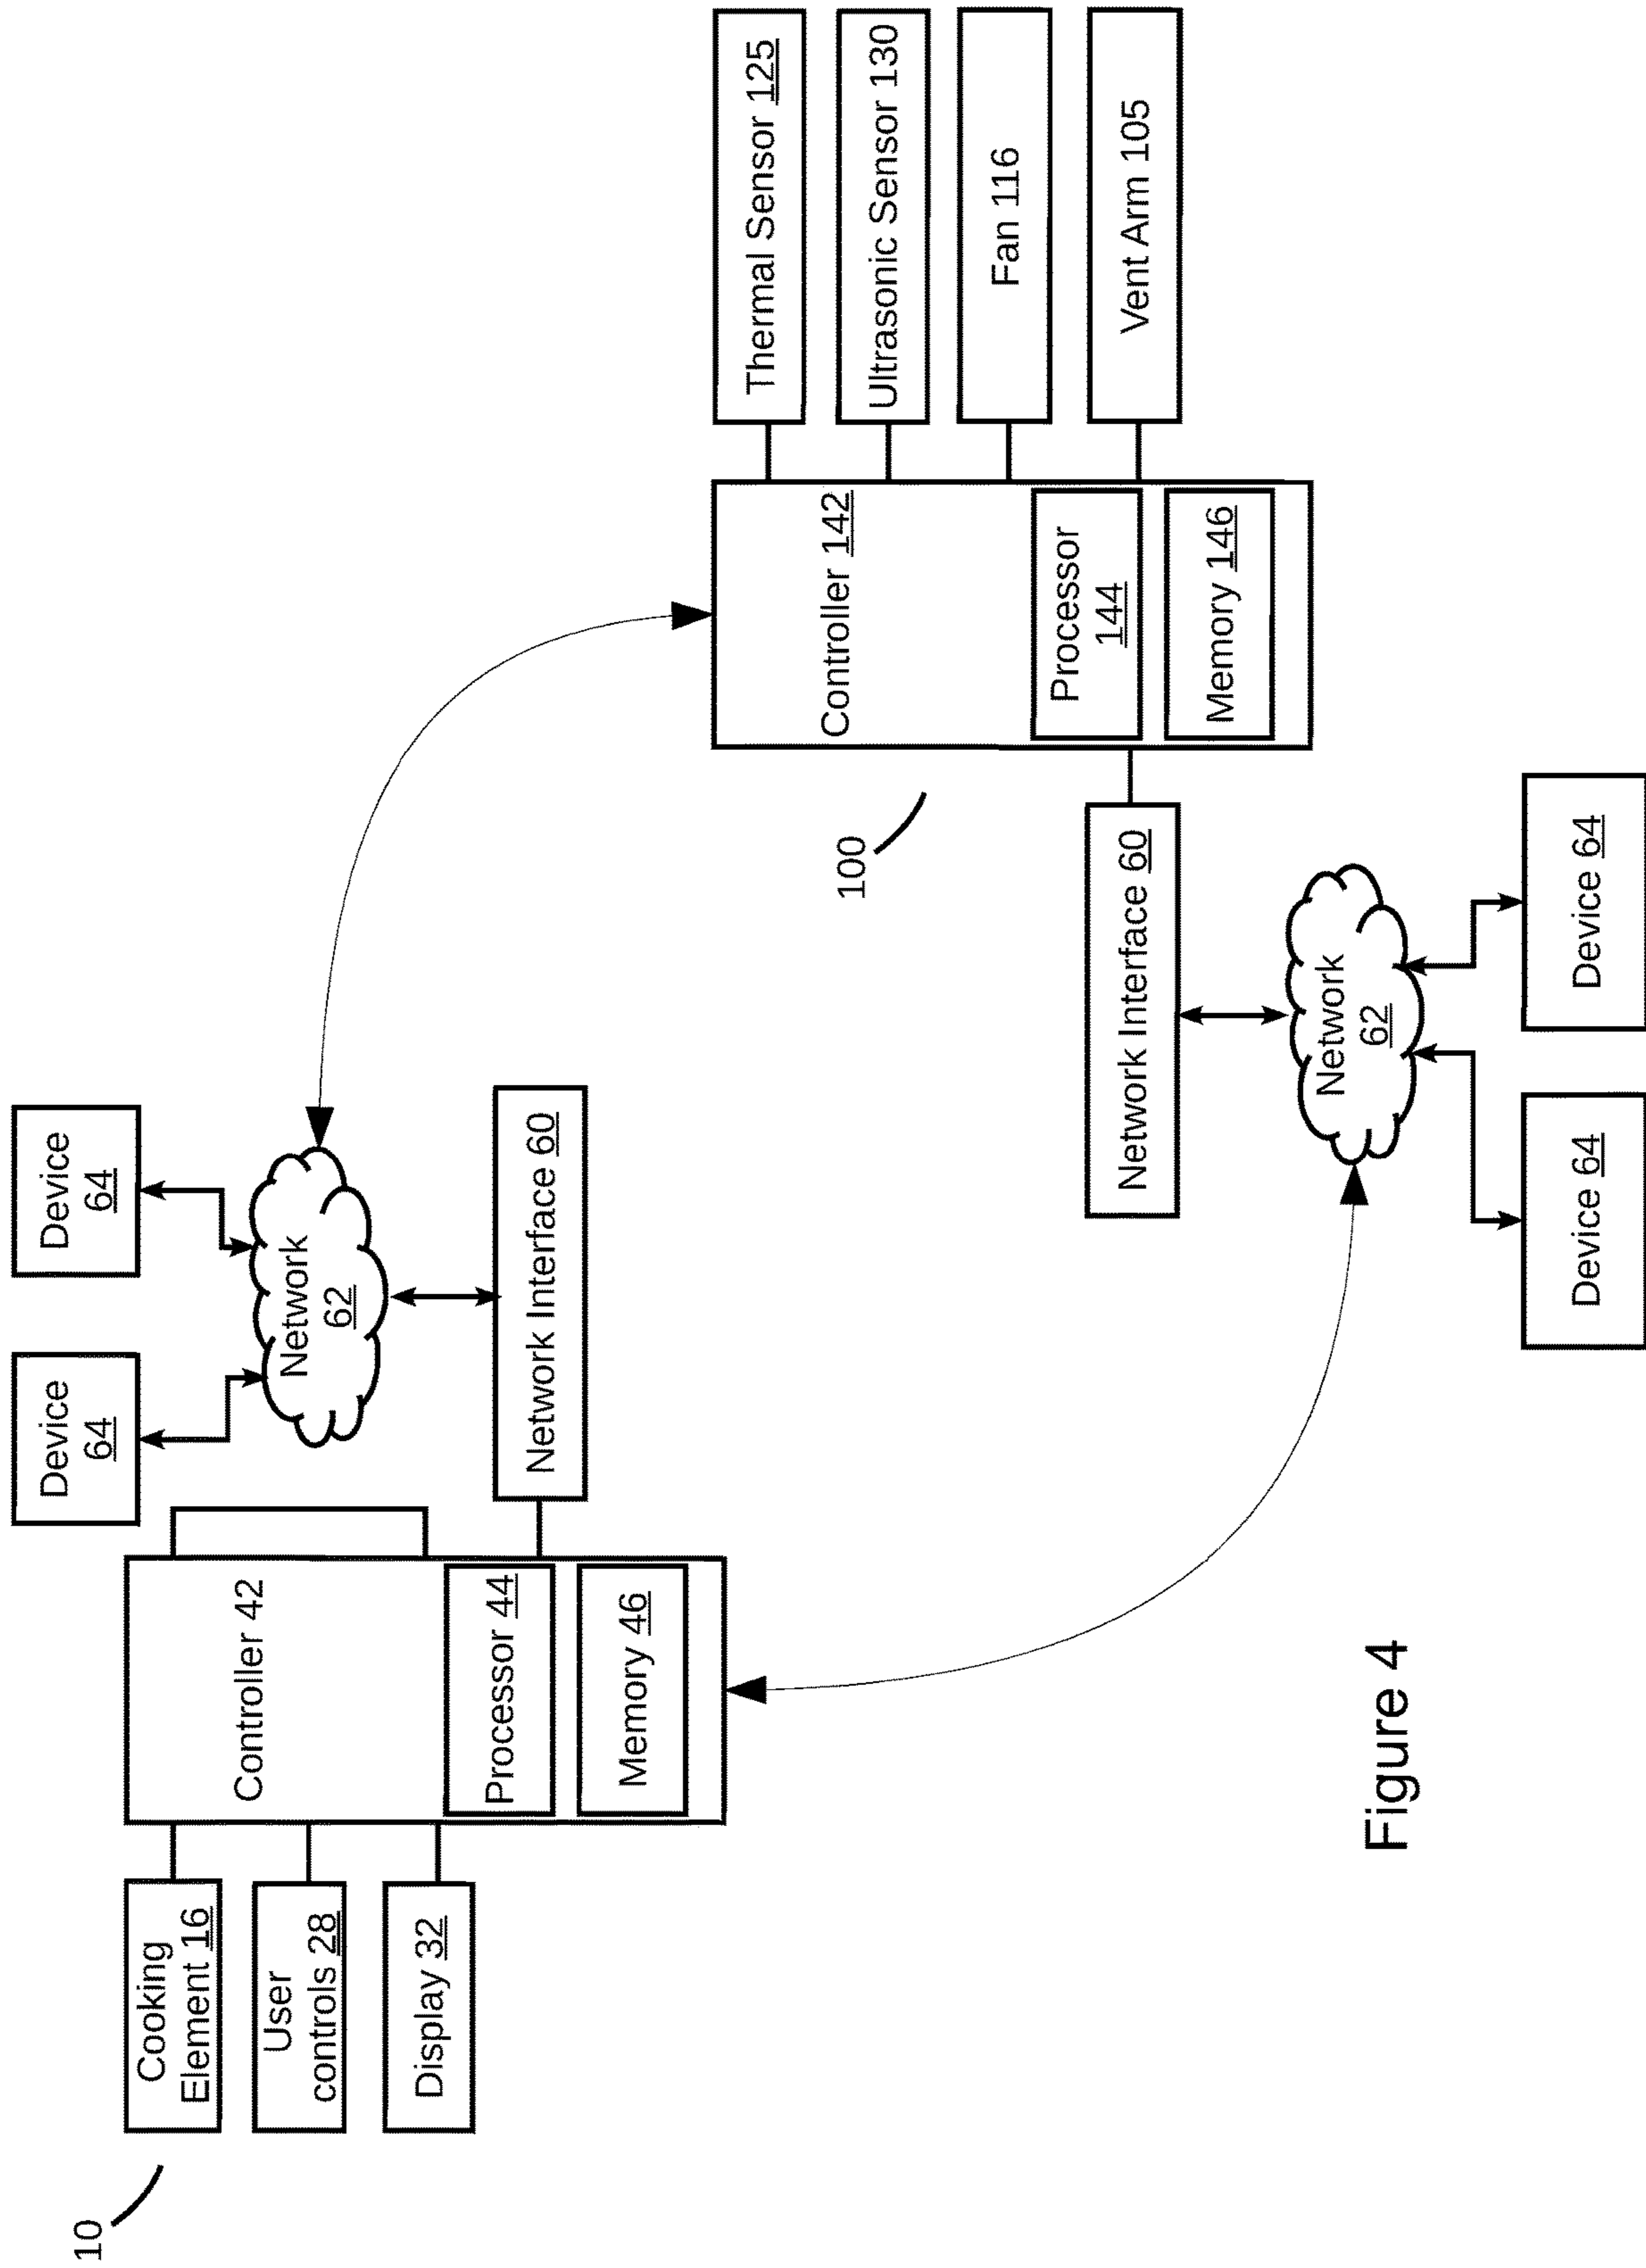 10
Cooking
Element 16
User
controls 28
Display 32
Controller 42
Processor 44
Memory 46
Device
64
Device
64
Network
62
Network Interface 60
100
Controller 142
Processor
144
Memory 146
Thermal Sensor 125
Ultrasonic Sensor 130
Fan 116
Vent Arm 105
Network Interface 60
Network
62
Device 64
Device 64
Figure 4